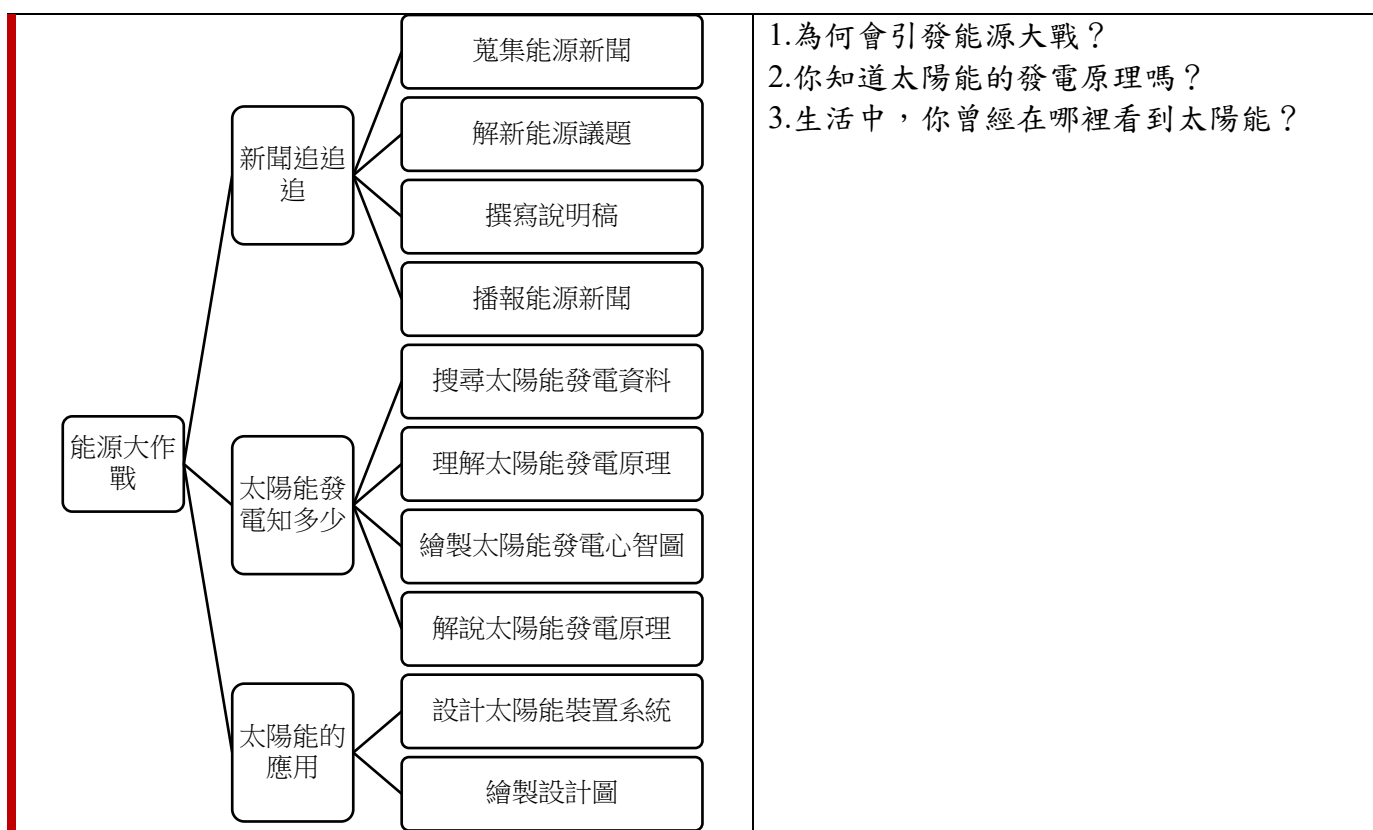 能源大作
戰
新聞追追
追
蒐集能源新聞
解新能源議題
撰寫說明稿
播報能源新聞
太陽能發
電知多少
搜尋太陽能發電資料
理解太陽能發電原理
繪製太陽能發電心智圖
解說太陽能發電原理
太陽能的
應用
設計太陽能裝置系統
繪製設計圖
1.為何會引發能源大戰？
2.你知道太陽能的發電原理嗎？
3.生活中，你曾經在哪裡看到太陽能？